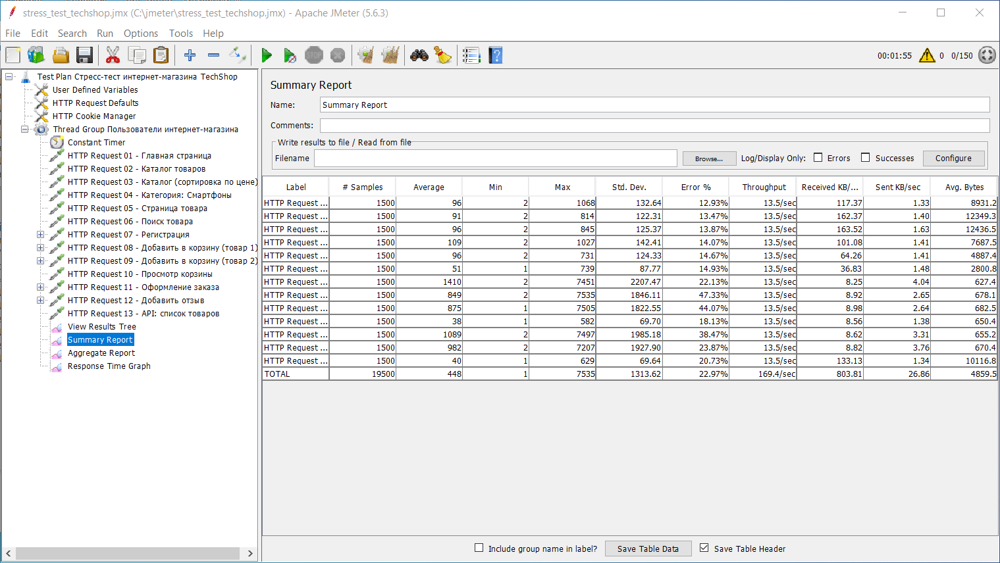 stress_test_techshop.jmx (C:\jmeter\stress_test_techshop.jmx) - Apache JMeter (5.6.3)
File Edit Search Run Options Tools Help
STOP
00:01:55 0 0/150
Test Plan Стресс-тест интернет-магазина TechShop
User Defined Variables
HTTP Request Defaults
HTTP Cookie Manager
Thread Group Пользователи интернет-магазина
Constant Timer
HTTP Request 01 - Главная страница
HTTP Request 02 - Каталог товаров
HTTP Request 03 - Каталог (сортировка по цене)
HTTP Request 04 - Категория: Смартфоны
HTTP Request 05 - Страница товара
HTTP Request 06 - Поиск товара
HTTP Request 07 - Регистрация
HTTP Request 08 - Добавить в корзину (товар 1)
HTTP Request 09 - Добавить в корзину (товар 2)
HTTP Request 10 - Просмотр корзины
HTTP Request 11 - Оформление заказа
HTTP Request 12 - Добавить отзыв
HTTP Request 13 - API: список товаров
View Results Tree
Summary Report
Aggregate Report
Response Time Graph
Summary Report
Name: Summary Report
Comments:
Write results to file / Read from file
Filename Browse... Log/Display Only: Errors Successes Configure
Label # Samples Average Min Max Std. Dev. Error % Throughput Received KB/... Sent KB/sec Avg. Bytes
HTTP Request ... 1500 96 2 1068 132.64 12.93% 13.5/sec 117.37 1.33 8931.2
HTTP Request ... 1500 91 2 814 122.31 13.47% 13.5/sec 162.37 1.40 12349.3
HTTP Request ... 1500 96 2 845 125.37 13.87% 13.5/sec 163.52 1.63 12436.5
HTTP Request ... 1500 109 2 1027 142.41 14.07% 13.5/sec 101.08 1.41 7687.5
HTTP Request ... 1500 96 2 731 124.33 14.67% 13.5/sec 64.26 1.41 4887.4
HTTP Request ... 1500 51 1 739 87.77 14.93% 13.5/sec 36.83 1.48 2800.8
HTTP Request ... 1500 1410 2 7451 2207.47 22.13% 13.5/sec 8.25 4.04 627.4
HTTP Request ... 1500 849 2 7535 1846.11 47.33% 13.5/sec 8.92 2.65 678.1
HTTP Request ... 1500 875 1 7505 1822.55 44.07% 13.5/sec 8.98 2.64 682.5
HTTP Request ... 1500 38 1 582 69.70 18.13% 13.5/sec 8.56 1.38 650.4
HTTP Request ... 1500 1089 2 7497 1985.18 38.47% 13.5/sec 8.62 3.31 655.2
HTTP Request ... 1500 982 2 7207 1927.90 23.87% 13.5/sec 8.82 3.76 670.4
HTTP Request ... 1500 40 1 629 69.64 20.73% 13.5/sec 133.13 1.34 10116.8
TOTAL 19500 448 1 7535 1313.62 22.97% 169.4/sec 803.81 26.86 4859.5
Include group name in label? Save Table Data Save Table Header